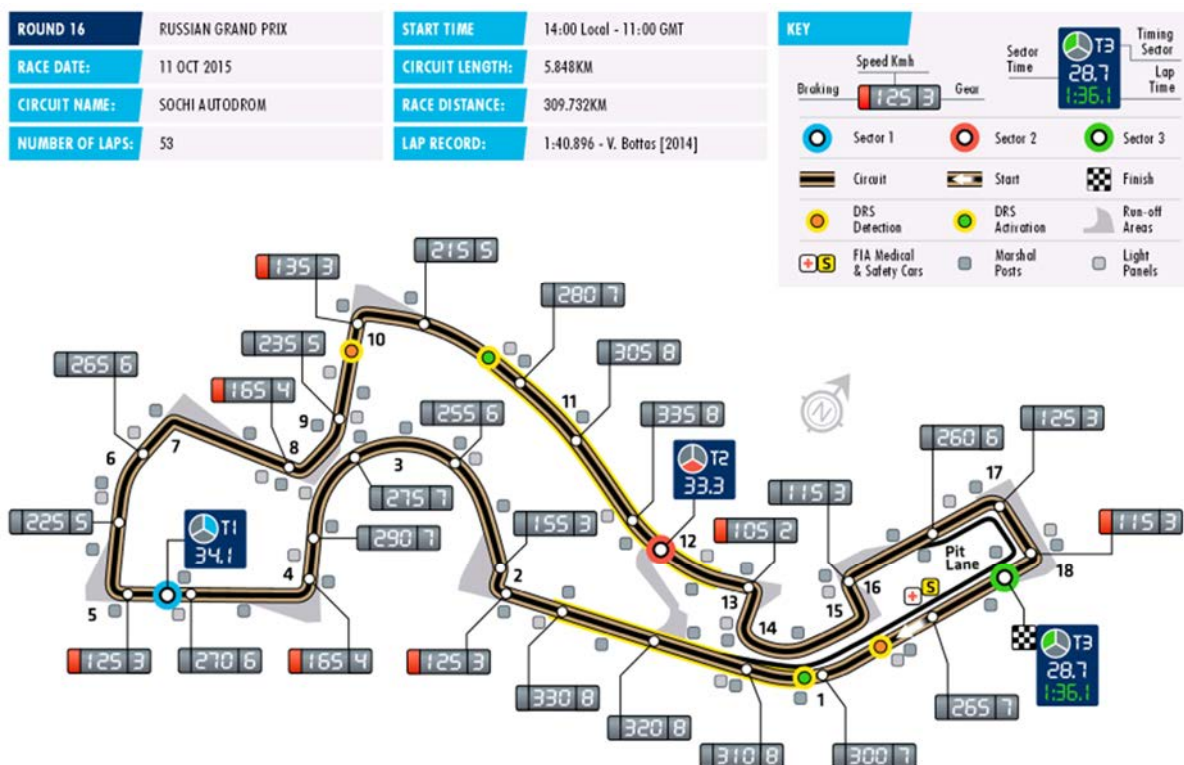 ROUND 16 RUSSIAN GRAND PRIX
RACE DATE: 11 OCT 2015
CIRCUIT NAME: SOCHI AUTODROM
NUMBER OF LAPS: 53
START TIME 14:00 Local - 11:00 GMT
CIRCUIT LENGTH: 5.848KM
RACE DISTANCE: 309.732KM
LAP RECORD: 1:40.896 - V. Bottas [2014]
KEY
Speed Kmh
Braking 125 3 Gear
Sector Time
T3
28.7
1:36.1
Timing Sector
Lap Time
Sector 1 Sector 2 Sector 3
Circuit Start Finish
DRS Detection DRS Activation Run-off Areas
S FIA Medical & Safety Cars Marshal Posts Light Panels
215 5
135 3
280 7
10
235 5
305 8
265 6
165 4
11
9
255 6
335 8
125 3
260 6
7
8
3
T2
33.3
6
17
275 7
115 3
225 5
155 3
T1
34.1
290 7
12
105 2
115 3
Pit Lane
18
4
2
16
S
5
13
15
14
125 3
270 6
165 4
125 3
T3
28.7
1:36.1
330 8
1
265 7
320 8
310 8
300 7
N